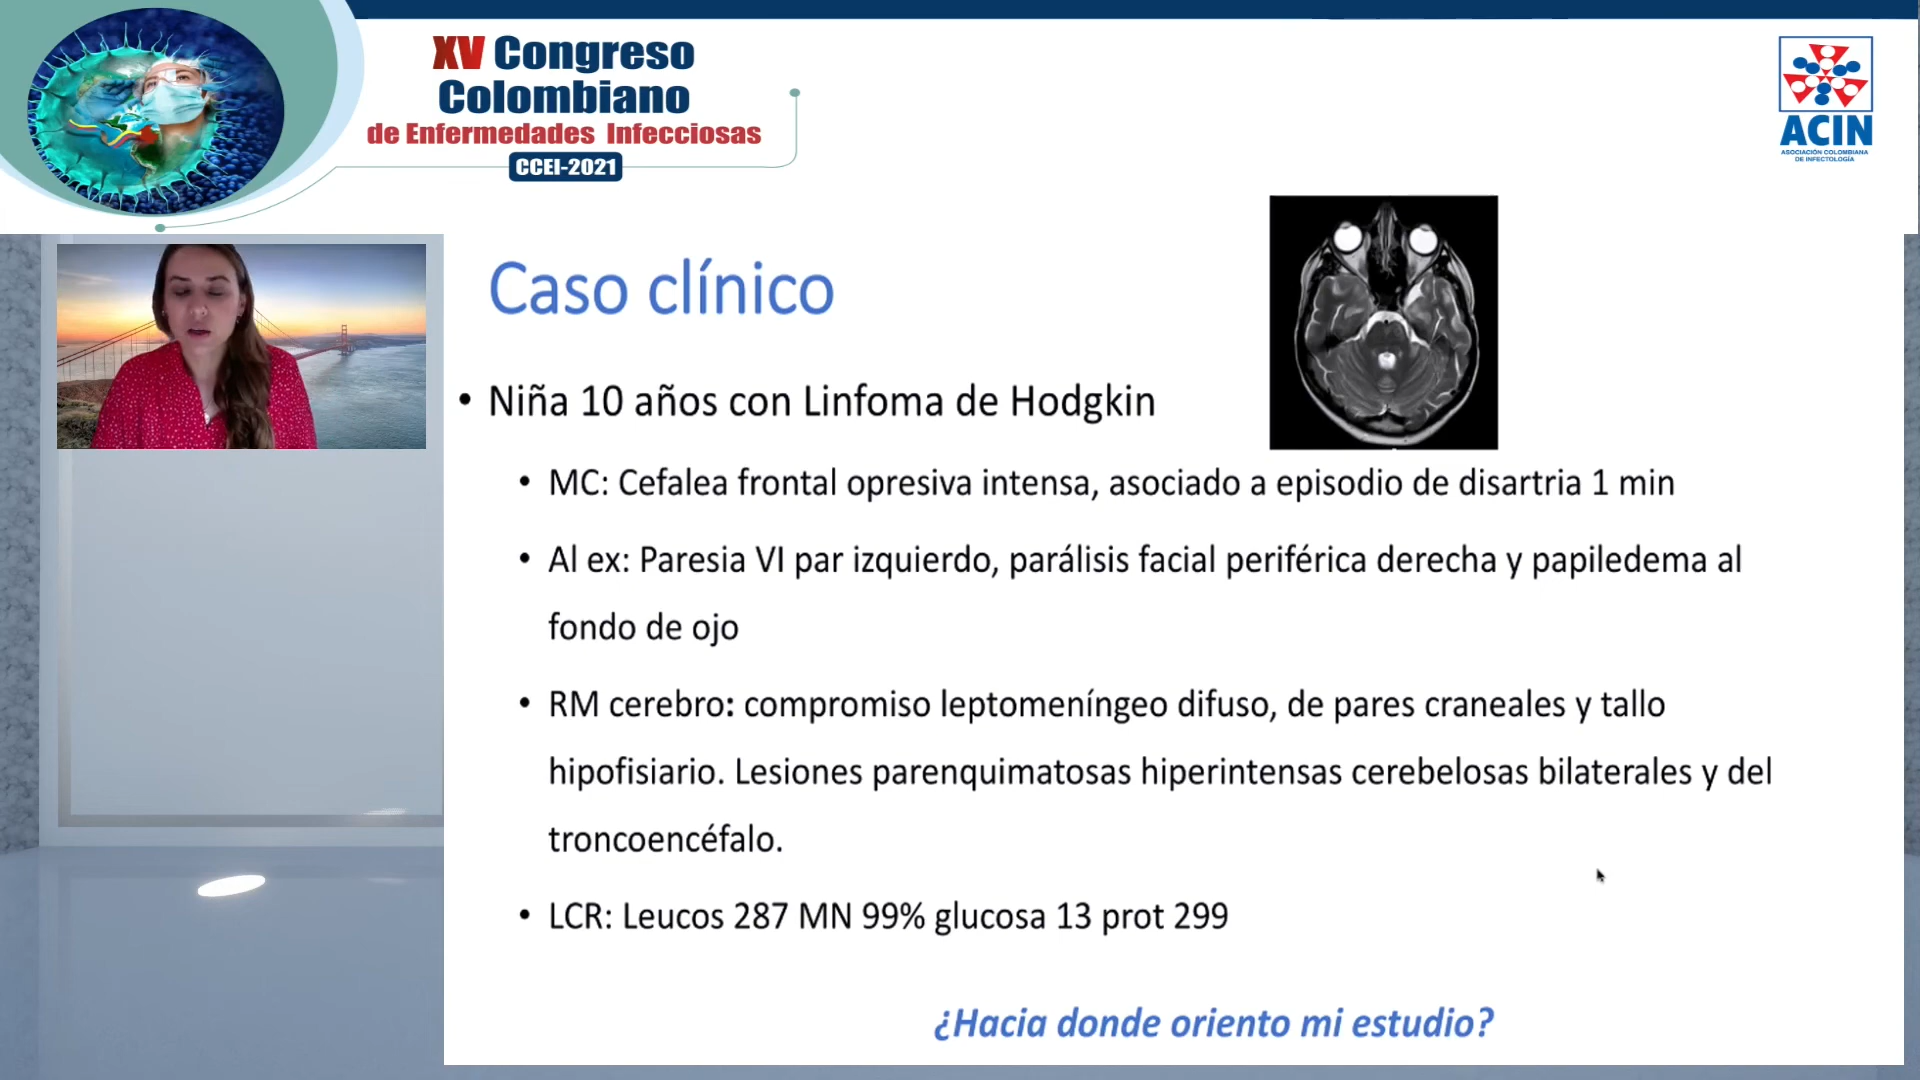 XV Congreso
Colombiano
de Enfermedades Infecciosas
CCEI-2021
ACIN
ASOCIACIÓN COLOMBIANA
DE INFECTOLOGÍA
Caso clínico
• Niña 10 años con Linfoma de Hodgkin
• MC: Cefalea frontal opresiva intensa, asociado a episodio de disartria 1 min
• Al ex: Paresia VI par izquierdo, parálisis facial periférica derecha y papiledema al
fondo de ojo
• RM cerebro: compromiso leptomeníngeo difuso, de pares craneales y tallo
hipofisiario. Lesiones parenquimatosas hiperintensas cerebelosas bilaterales y del
troncoencéfalo.
• LCR: Leucos 287 MN 99% glucosa 13 prot 299
¿Hacia donde oriento mi estudio?